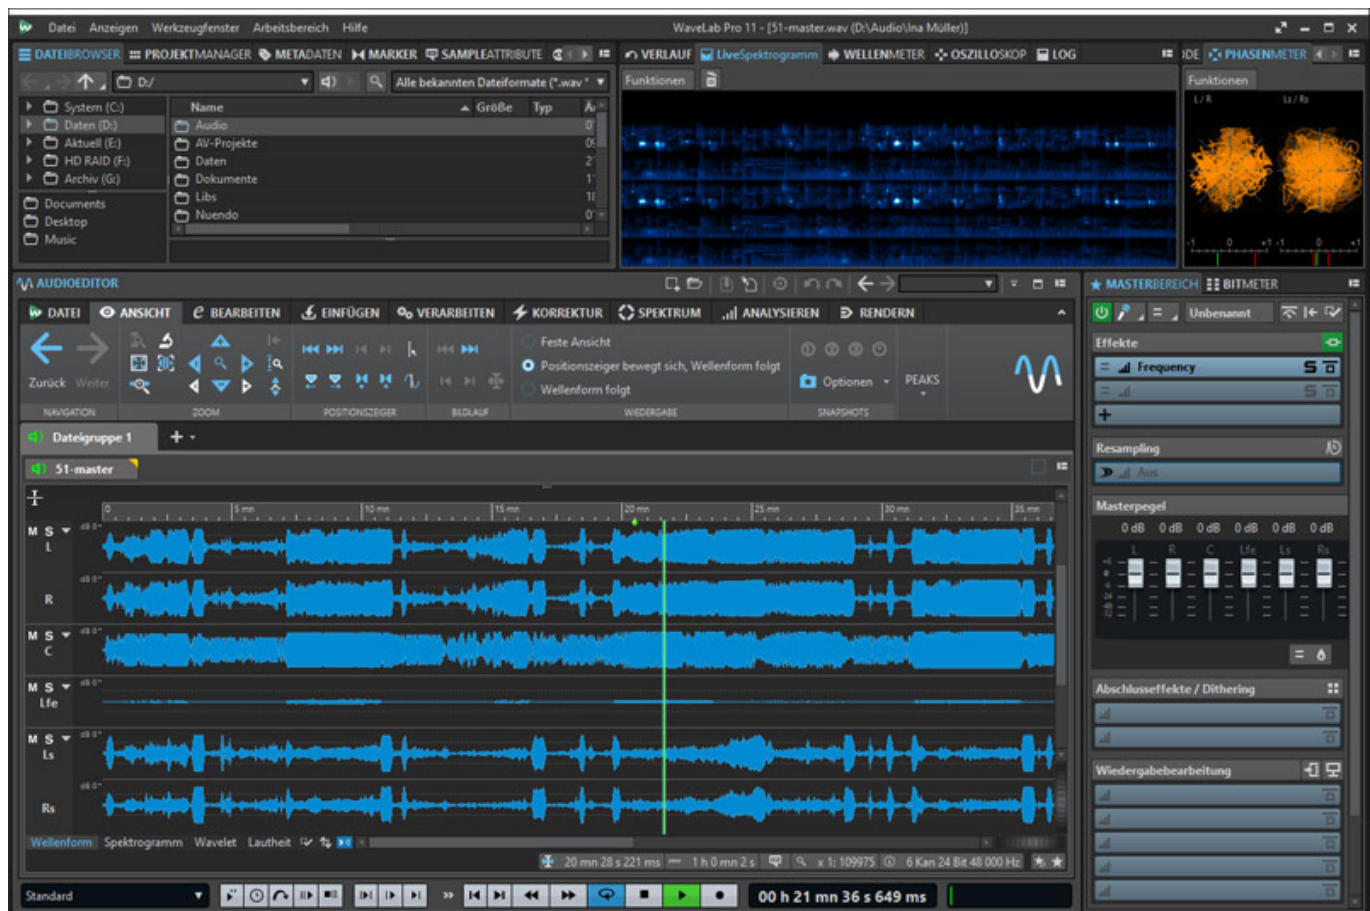 Datei Anzeigen Werkzeugfenster Arbeitsbereich Hilfe WaveLab Pro 11 - [51-master.wav (D:\Audio\Ina Müller)]
DATEIBROWSER PROJEKTMANAGER METADATEN MARKER SAMPLEATTRIBUTE VERLAUF LiveSpektrogramm WELLENMETER OSZILLOSKOP LOG PHASENMETER
D:/ Alle bekannten Dateiformate (*.wav * Funktionen Funktionen
System (C:) Name Größe Typ L/R Ls/Rs
Daten (D:) Audio
Aktuell (E:) AV-Projekte
HD RAID (F:) Daten
Archiv (G:) Dokumente
Documents Libs
Desktop Nuendo
Music
-1 0 +1 -1 0 +1
AUDIOEDITOR MASTERBEREICH BITMETER
DATEI ANSICHT BEARBEITEN EINFÜGEN VERARBEITEN KORREKTUR SPEKTRUM ANALYSIEREN RENDERN Unbenannt
Feste Ansicht Effekte
Positionszeiger bewegt sich, Wellenform folgt Frequency S
Zurück Weiter Wellenform folgt Optionen PEAKS S
NAVIGATION ZOOM POSITIONSZEIGER BILDLAUF WIEDERGABE SNAPSHOTS
Dateigruppe 1
Resampling
51-master Aus
Masterpegel
0 5 mn 10 mn 15 mn 20 mn 25 mn 30 mn 35 mn
0 dB 0 dB 0 dB 0 dB 0 dB 0 dB
M S
L
L R C Lfe Ls Rs
R
M S
C
M S
Lfe
Abschlusseffekte / Dithering
M S
Ls
Wiedergabebearbeitung
Rs
Wellenform Spektrogramm Wavelet Lautheit
20 mn 28 s 221 ms 1 h 0 mn 2 s x 1: 109975 6 Kan 24 Bit 48 000 Hz
Standard 00 h 21 mn 36 s 649 ms